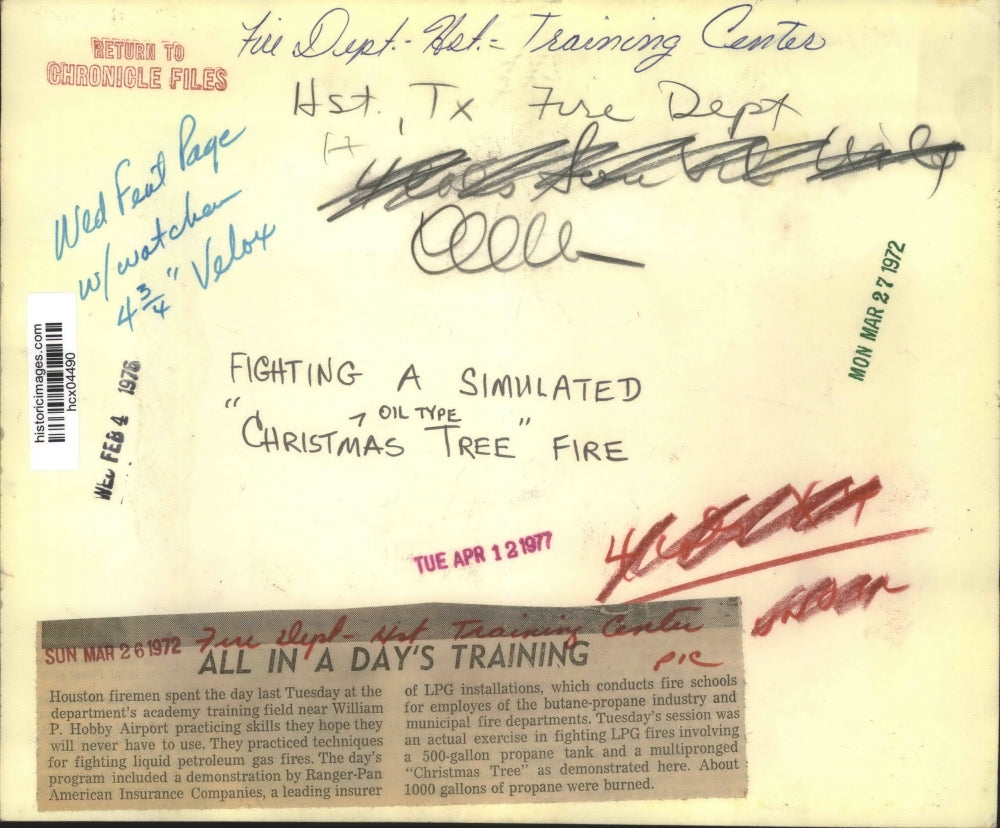 Fire Dept.- Hst.- Training Center
RETURN TO
CHRONICLE FILES
Hst., Tx Fire Dept
Wed Feat Page
w/watcher
4 3/4" Velox
MON MAR 27 1972
historicimages.com
hcx04490
WED FEB 4 1976
FIGHTING A SIMULATED
OIL TYPE
"CHRISTMAS TREE" FIRE
TUE APR 12 1977
SUN MAR 26 1972 Fire Dept- Hst Training Center
ALL IN A DAY'S TRAINING
pic
Houston firemen spent the day last Tuesday at the
department's academy training field near William
P. Hobby Airport practicing skills they hope they
will never have to use. They practiced techniques
for fighting liquid petroleum gas fires. The day's
program included a demonstration by Ranger-Pan
American Insurance Companies, a leading insurer
of LPG installations, which conducts fire schools
for employes of the butane-propane industry and
municipal fire departments. Tuesday's session was
an actual exercise in fighting LPG fires involving
a 500-gallon propane tank and a multipronged
"Christmas Tree" as demonstrated here. About
1000 gallons of propane were burned.